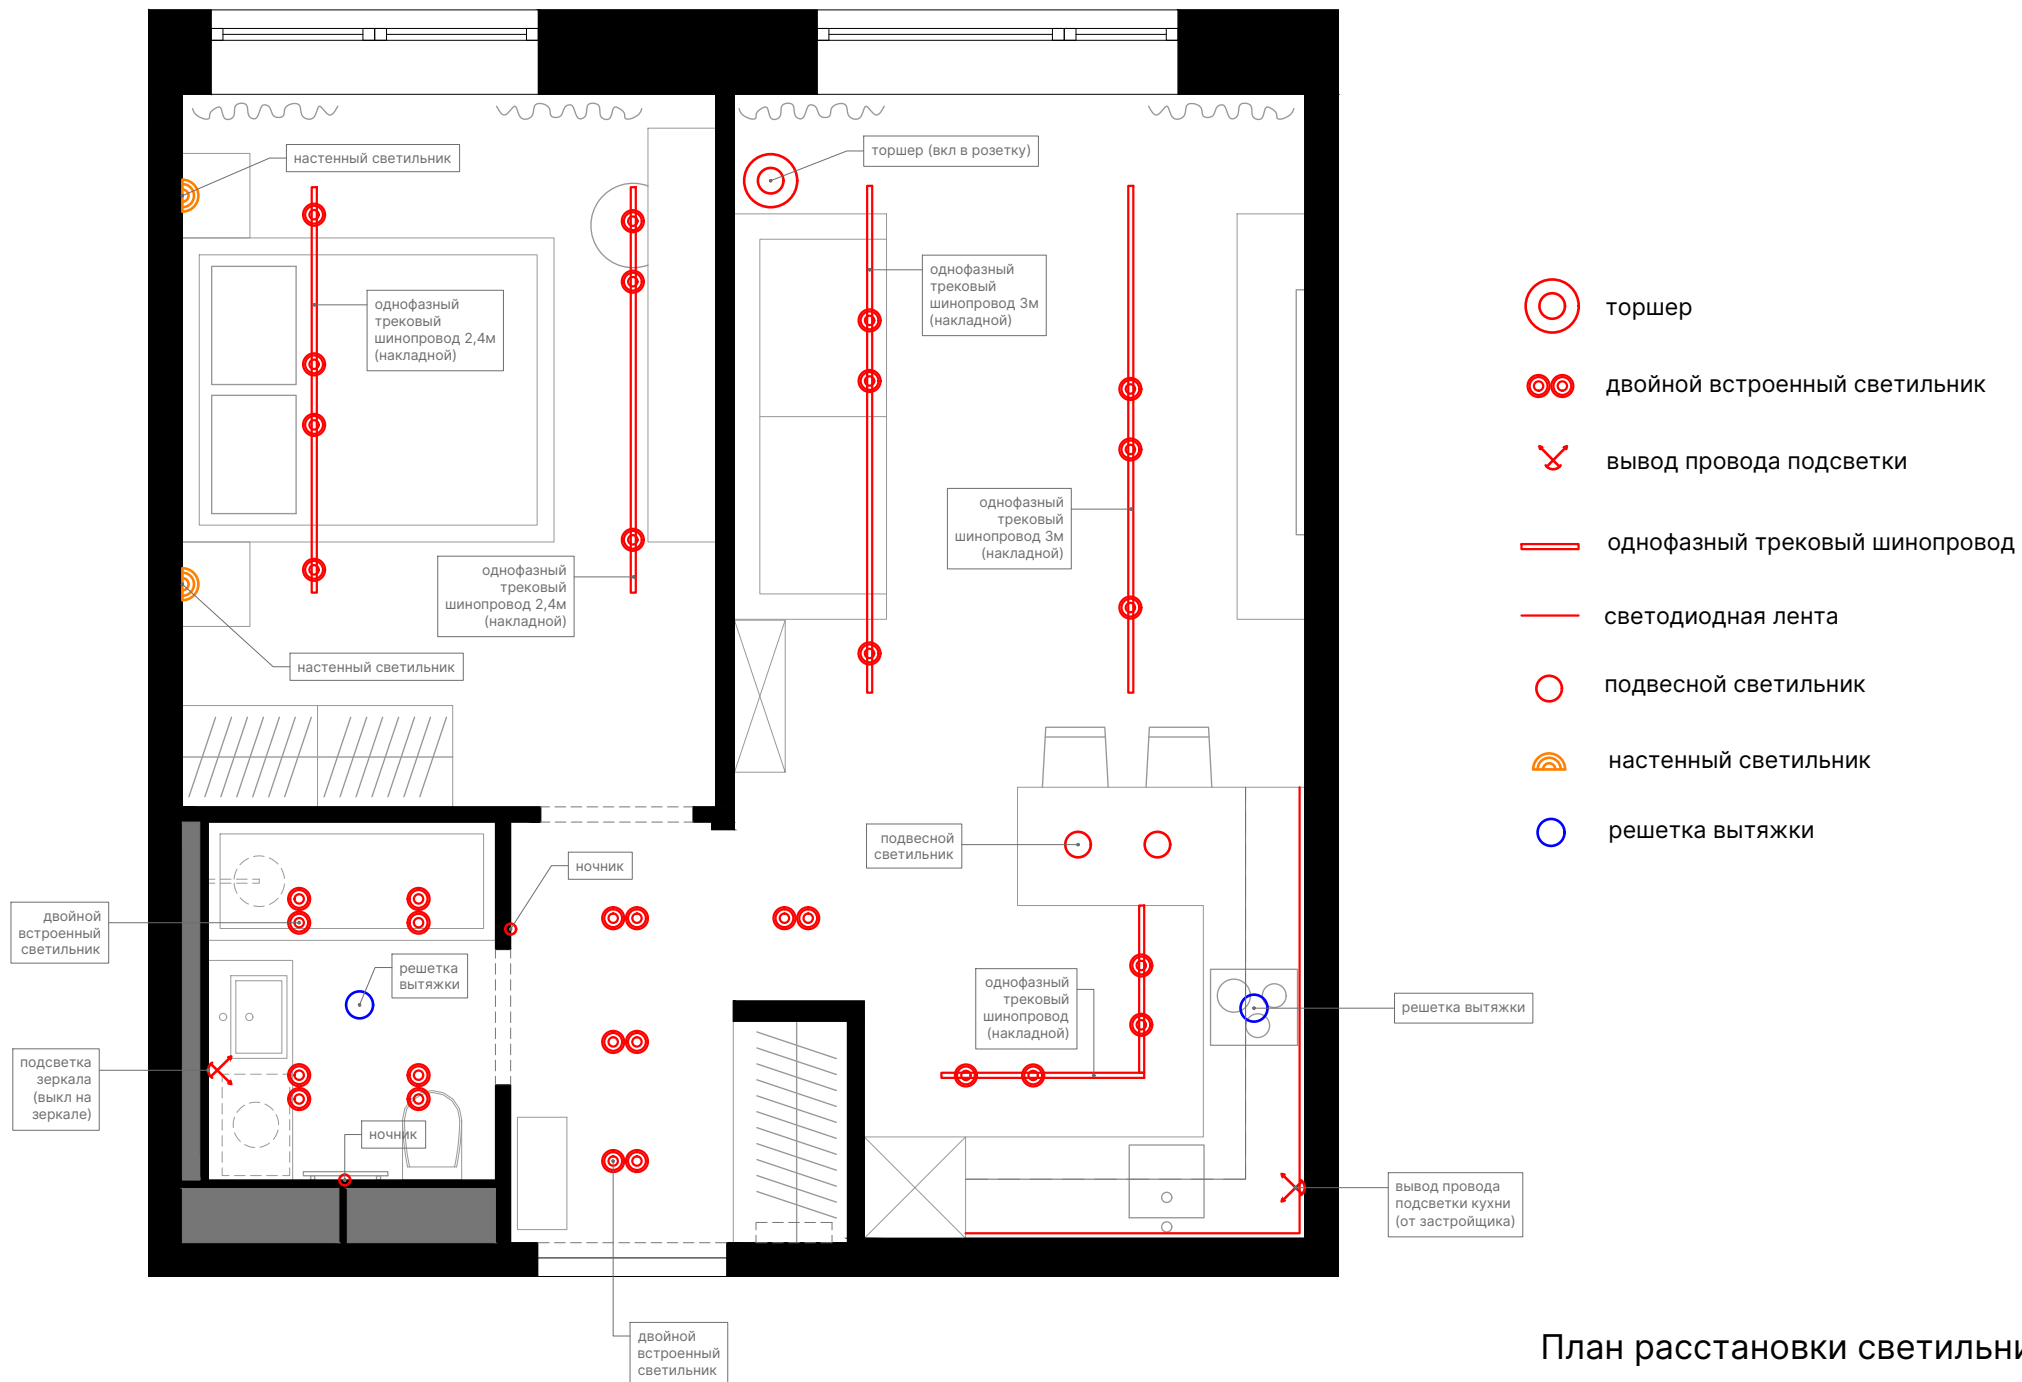 настенный светильник
торшер (вкл в розетку)
однофазный
трековый
шинопровод 2,4м
(накладной)
однофазный
трековый
шинопровод 3м
(накладной)
однофазный
трековый
шинопровод 3м
(накладной)
однофазный
трековый
шинопровод 2,4м
(накладной)
настенный светильник
подвесной
светильник
ночник
двойной
встроенный
светильник
решетка
вытяжки
однофазный
трековый
шинопровод
(накладной)
решетка вытяжки
подсветка
зеркала
(выкл на
зеркале)
ночник
вывод провода
подсветки кухни
(от застройщика)
двойной
встроенный
светильник
торшер
двойной встроенный светильник
вывод провода подсветки
однофазный трековый шинопровод
светодиодная лента
подвесной светильник
настенный светильник
решетка вытяжки
План расстановки